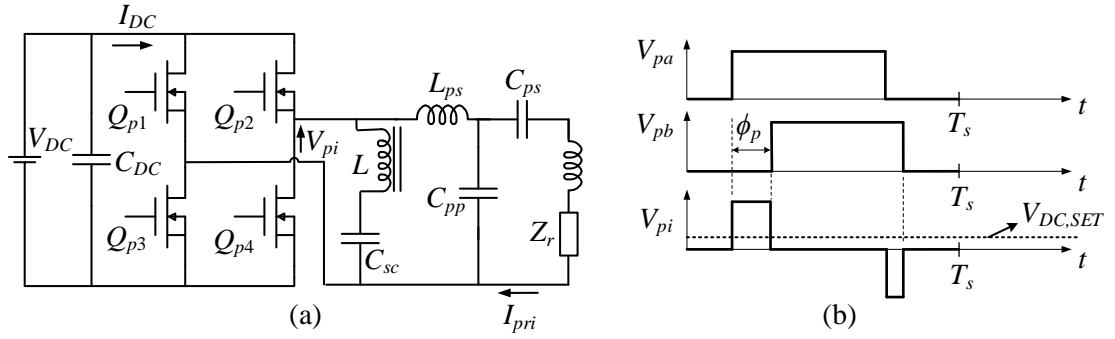 I_DC
Q_p1
Q_p2
V_DC
C_DC
Q_p3
Q_p4
V_pi
L
C_sc
L_ps
C_ps
C_pp
Z_r
I_pri
(a)
V_pa
t
T_s
V_pb
ϕ_p
t
T_s
V_pi
V_DC,SET
t
T_s
(b)